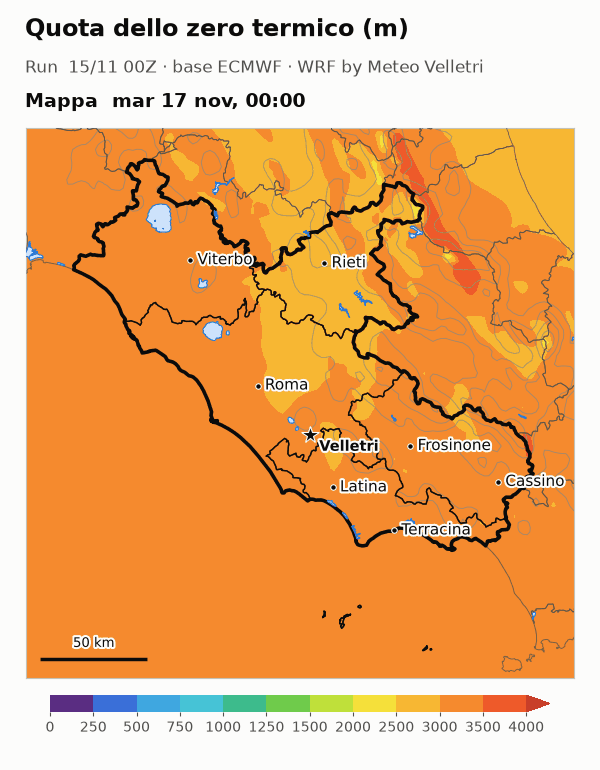 Quota dello zero termico (m)
Run  15/11 00Z · base ECMWF · WRF by Meteo Velletri
Mappa  mar 17 nov, 00:00
Viterbo
Rieti
Roma
Velletri
Frosinone
Latina
Cassino
Terracina
50 km
0 250 500 750 1000 1250 1500 2000 2500 3000 3500 4000